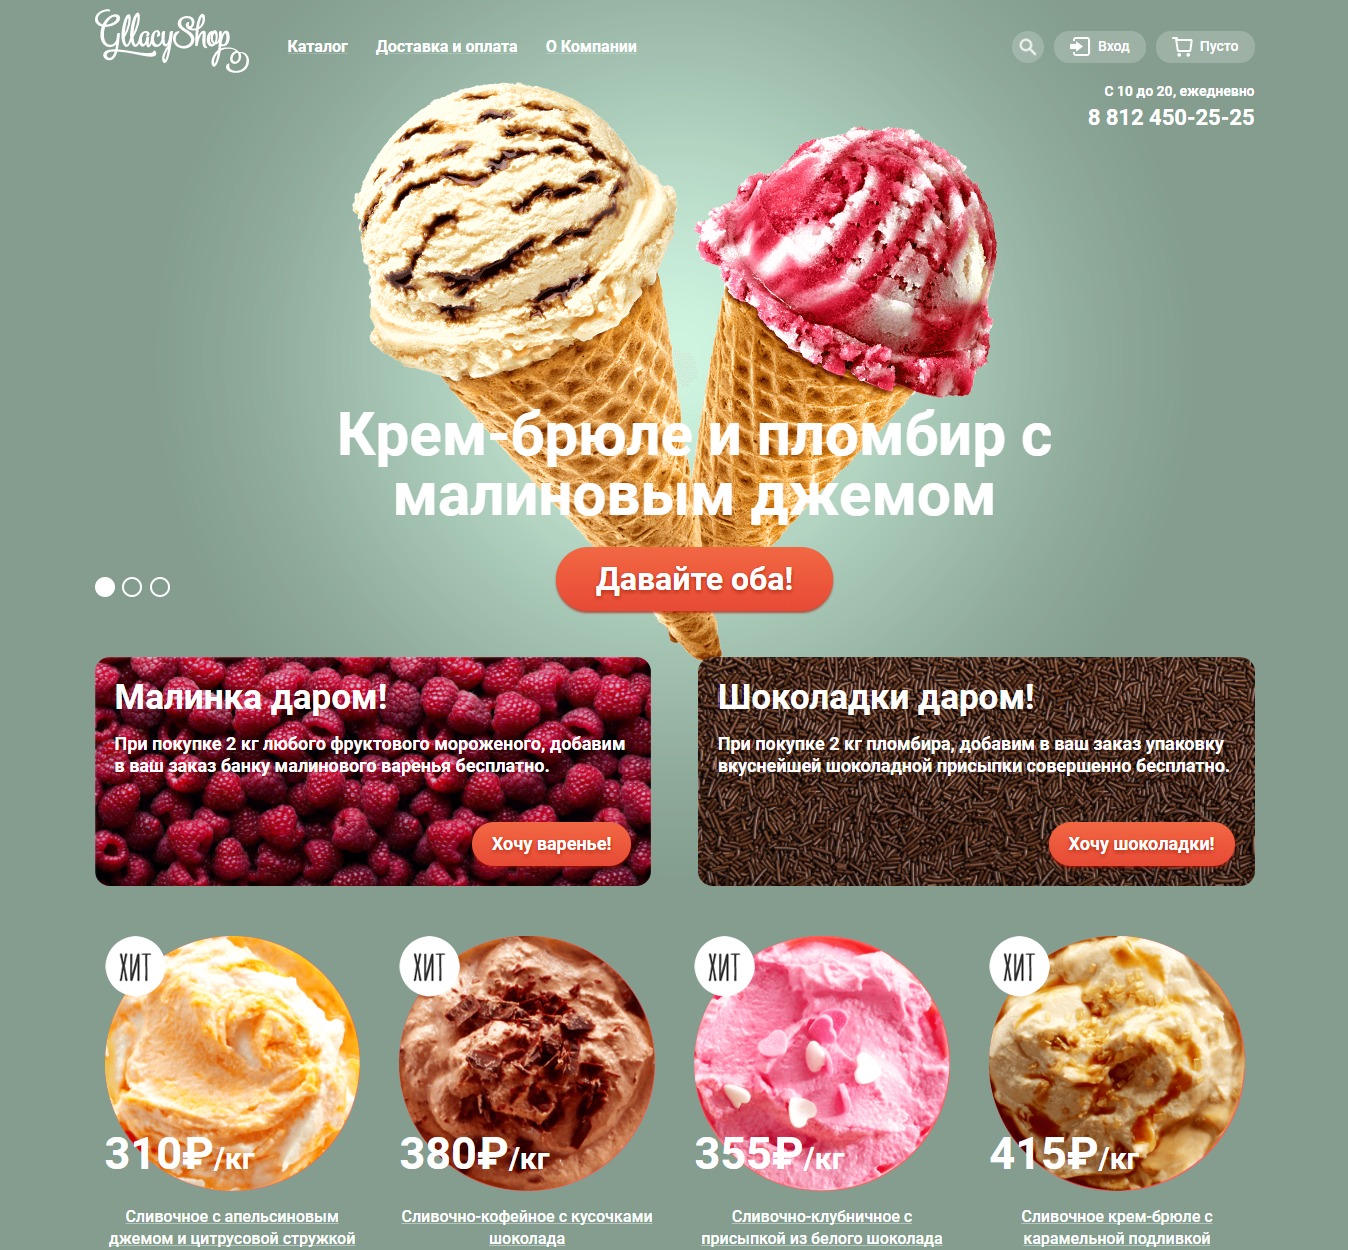 GllacyShop
Каталог Доставка и оплата О Компании
Вход Пусто
С 10 до 20, ежедневно
8 812 450-25-25
Крем-брюле и пломбир с
малиновым джемом
Давайте оба!
Малинка даром!
При покупке 2 кг любого фруктового мороженого, добавим
в ваш заказ банку малинового варенья бесплатно.
Хочу варенье!
Шоколадки даром!
При покупке 2 кг пломбира, добавим в ваш заказ упаковку
вкуснейшей шоколадной присыпки совершенно бесплатно.
Хочу шоколадки!
ХИТ
310₽/кг
Сливочное с апельсиновым
джемом и цитрусовой стружкой
ХИТ
380₽/кг
Сливочно-кофейное с кусочками
шоколада
ХИТ
355₽/кг
Сливочно-клубничное с
присыпкой из белого шоколада
ХИТ
415₽/кг
Сливочное крем-брюле с
карамельной подливкой